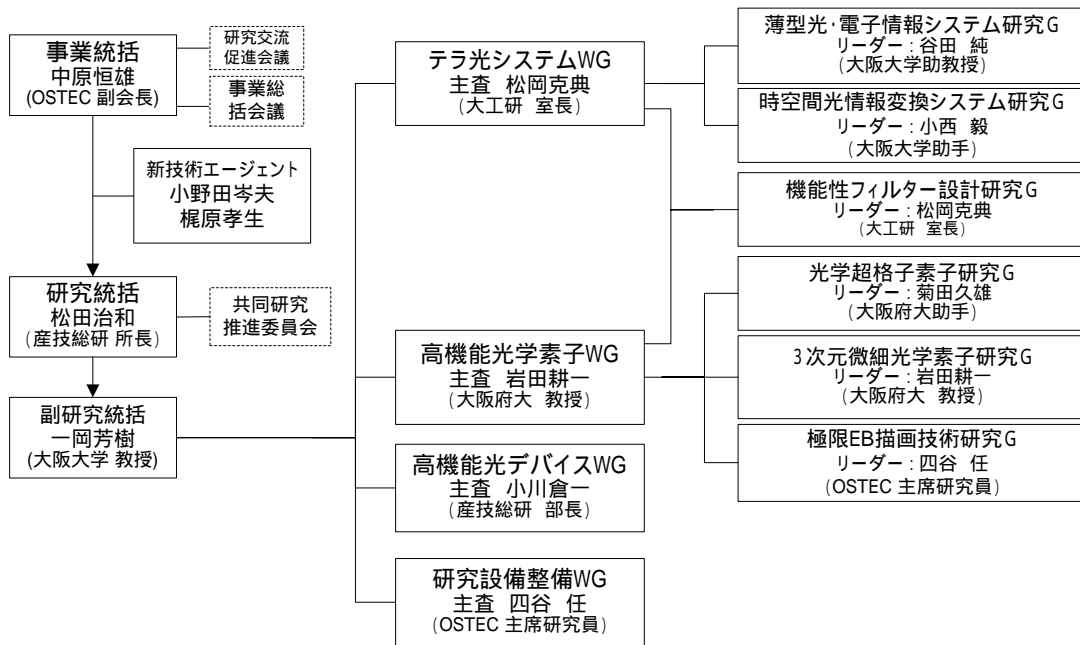 事業統括
中原恒雄
(OSTEC 副会長)
研究交流
促進会議
事業総
括会議
新技術エージェント
小野田岑夫
梶原孝生
研究統括
松田治和
(産技総研 所長)
共同研究
推進委員会
副研究統括
一岡芳樹
(大阪大学 教授)
テラ光システムWG
主査 松岡克典
(大工研 室長)
高機能光学素子WG
主査 岩田耕一
(大阪府大 教授)
高機能光デバイスWG
主査 小川倉一
(産技総研 部長)
研究設備整備WG
主査 四谷 任
(OSTEC 主席研究員)
薄型光・電子情報システム研究G
リーダー：谷田 純
(大阪大学助教授)
時空間光情報変換システム研究G
リーダー：小西 毅
(大阪大学助手)
機能性フィルター設計研究G
リーダー：松岡克典
(大工研 室長)
光学超格子素子研究G
リーダー：菊田久雄
(大阪府大助手)
3次元微細光学素子研究G
リーダー：岩田耕一
(大阪府大 教授)
極限EB描画技術研究G
リーダー：四谷 任
(OSTEC 主席研究員)